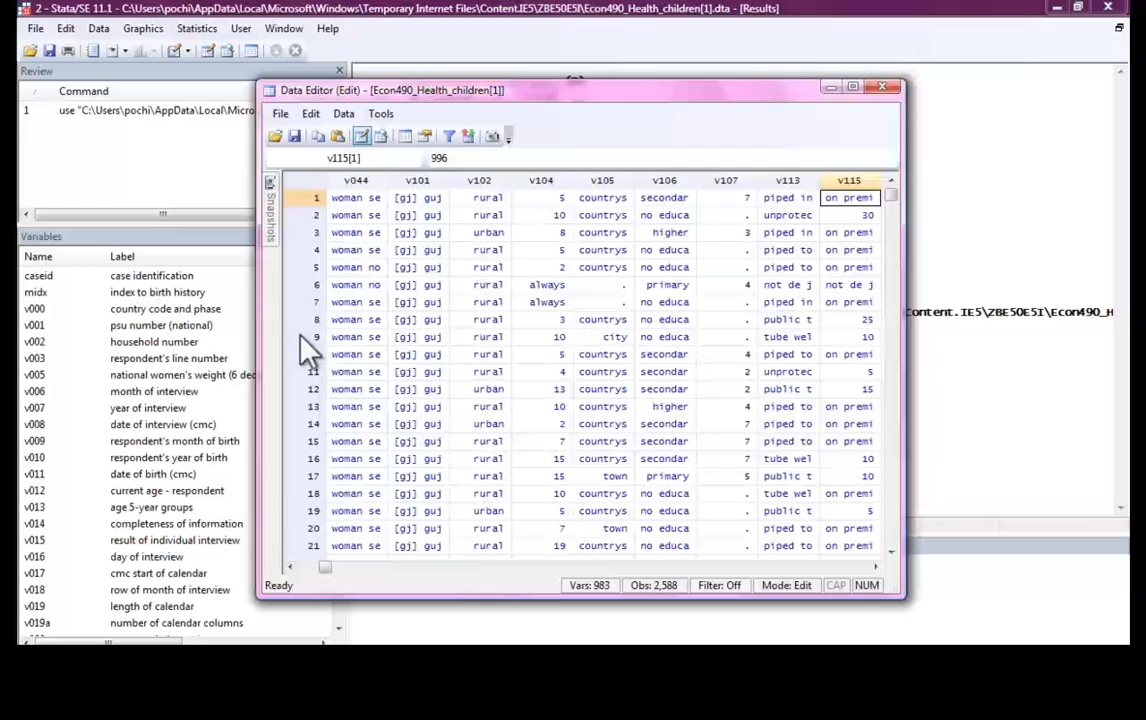 2 - Stata/SE 11.1 - C:\Users\pochi\AppData\Local\Microsoft\Windows\Temporary Internet Files\Content.IE5\ZBE50E5I\Econ490_Health_children[1].dta - [Results]
File Edit Data Graphics Statistics User Window Help
Review
Command
1 use "C:\Users\pochi\AppData\Local\Micro
Variables
Name Label
caseid case identification
midx index to birth history
v000 country code and phase
v001 psu number (national)
v002 household number
v003 respondent's line number
v005 national women's weight (6 dec
v006 month of interview
v007 year of interview
v008 date of interview (cmc)
v009 respondent's month of birth
v010 respondent's year of birth
v011 date of birth (cmc)
v012 current age - respondent
v013 age 5-year groups
v014 completeness of information
v015 result of individual interview
v016 day of interview
v017 cmc start of calendar
v018 row of month of interview
v019 length of calendar
v019a number of calendar columns
Data Editor (Edit) - [Econ490_Health_children[1]]
File Edit Data Tools
v115[1] 996
Snapshots
v044 v101 v102 v104 v105 v106 v107 v113 v115
1 woman se [gj] guj rural 5 countrys secondar 7 piped in on premi
2 woman se [gj] guj rural 10 countrys no educa . unprotec 30
3 woman se [gj] guj urban 8 countrys higher 3 piped in on premi
4 woman se [gj] guj rural 5 countrys no educa . piped to on premi
5 woman no [gj] guj rural 2 countrys no educa . piped to on premi
6 woman no [gj] guj rural always . primary 4 not de j not de j
7 woman se [gj] guj rural always . no educa . piped in on premi
8 woman se [gj] guj rural 3 countrys no educa . public t 25
9 woman se [gj] guj rural 10 city no educa . tube wel 10
woman se [gj] guj rural 5 countrys secondar 4 piped to on premi
11 woman se [gj] guj rural 4 countrys secondar 2 unprotec 5
12 woman se [gj] guj urban 13 countrys secondar 2 public t 15
13 woman se [gj] guj rural 10 countrys higher 4 piped to on premi
14 woman se [gj] guj urban 2 countrys secondar 7 piped to on premi
15 woman se [gj] guj rural 7 countrys secondar 7 piped to on premi
16 woman se [gj] guj rural 15 countrys secondar 7 tube wel 10
17 woman se [gj] guj rural 15 town primary 5 public t 10
18 woman se [gj] guj rural 10 countrys no educa . tube wel on premi
19 woman se [gj] guj urban 5 countrys no educa . public t 5
20 woman se [gj] guj rural 7 town no educa . piped to on premi
21 woman se [gj] guj rural 19 countrys no educa . piped to on premi
Ready Vars: 983 Obs: 2,588 Filter: Off Mode: Edit CAP NUM
Content.IE5\ZBE50E5I\Econ490_H